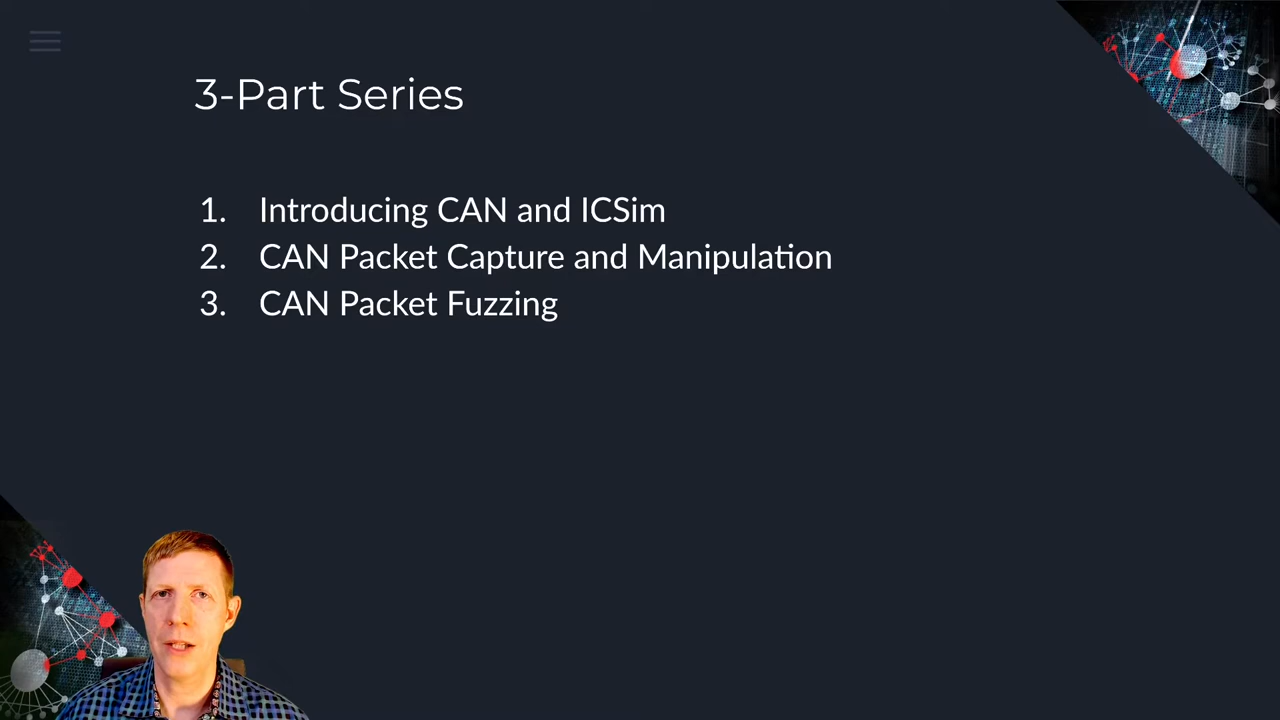 3-Part Series
1. Introducing CAN and ICSim
2. CAN Packet Capture and Manipulation
3. CAN Packet Fuzzing